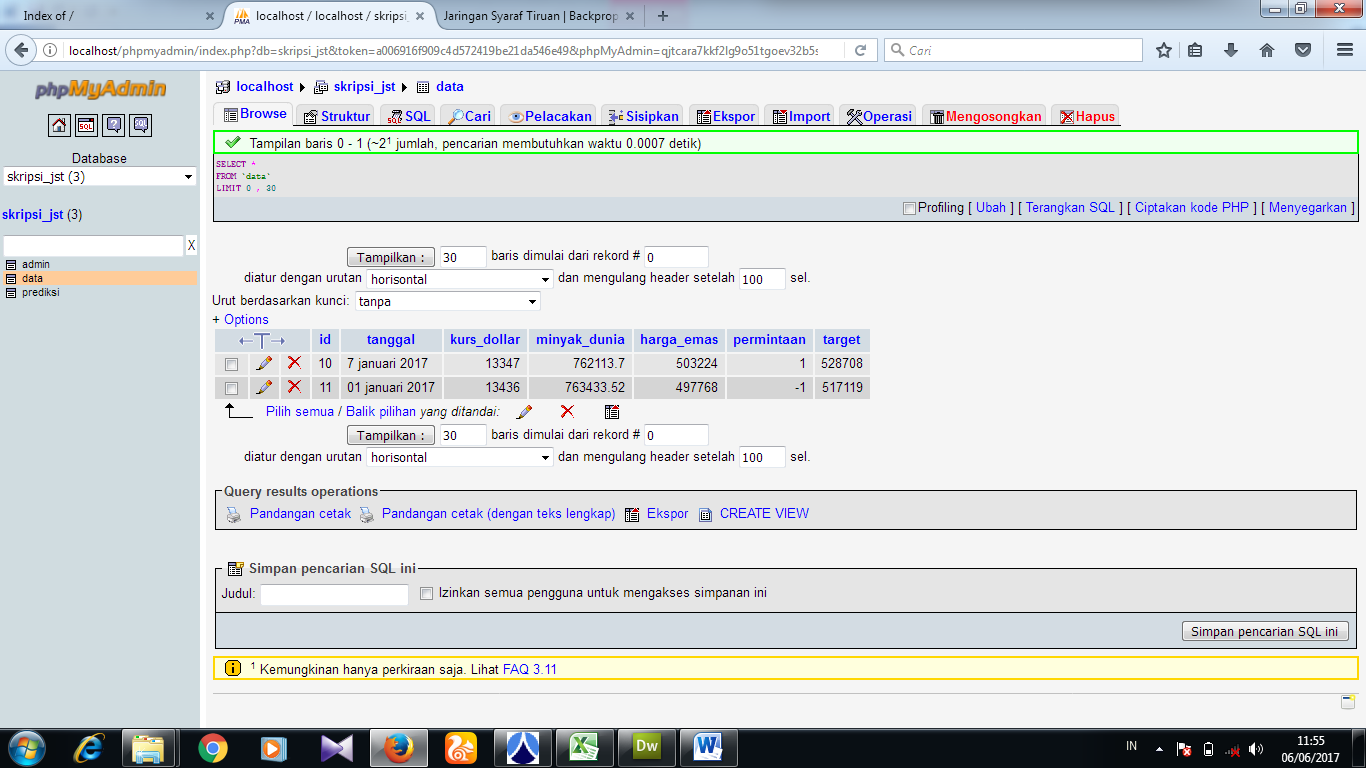 Index of /
localhost / localhost / skrips
Jaringan Syaraf Tiruan | Backprop
localhost/phpmyadmin/index.php?db=skripsi_jst&token=a006916f909c4d572419be21da546e49&phpMyAdmin=qjtcara7kkf2lg9o51tgoev32b5s
Cari
phpMyAdmin
Database
skripsi_jst (3)
skripsi_jst (3)
X
admin
data
prediksi
localhost skripsi_jst data
Browse Struktur SQL Cari Pelacakan Sisipkan Ekspor Import Operasi Mengosongkan Hapus
Tampilan baris 0 - 1 (~2¹ jumlah, pencarian membutuhkan waktu 0.0007 detik)
SELECT *
FROM `data`
LIMIT 0 , 30
Profiling [ Ubah ] [ Terangkan SQL ] [ Ciptakan kode PHP ] [ Menyegarkan ]
Tampilkan : 30 baris dimulai dari rekord # 0
diatur dengan urutan horisontal dan mengulang header setelah 100 sel.
Urut berdasarkan kunci: tanpa
+ Options
←T→ id tanggal kurs_dollar minyak_dunia harga_emas permintaan target
10 7 januari 2017 13347 762113.7 503224 1 528708
11 01 januari 2017 13436 763433.52 497768 -1 517119
Pilih semua / Balik pilihan yang ditandai:
Tampilkan : 30 baris dimulai dari rekord # 0
diatur dengan urutan horisontal dan mengulang header setelah 100 sel.
Query results operations
Pandangan cetak Pandangan cetak (dengan teks lengkap) Ekspor CREATE VIEW
Simpan pencarian SQL ini
Judul: Izinkan semua pengguna untuk mengakses simpanan ini
Simpan pencarian SQL ini
¹ Kemungkinan hanya perkiraan saja. Lihat FAQ 3.11
IN
11:55
06/06/2017